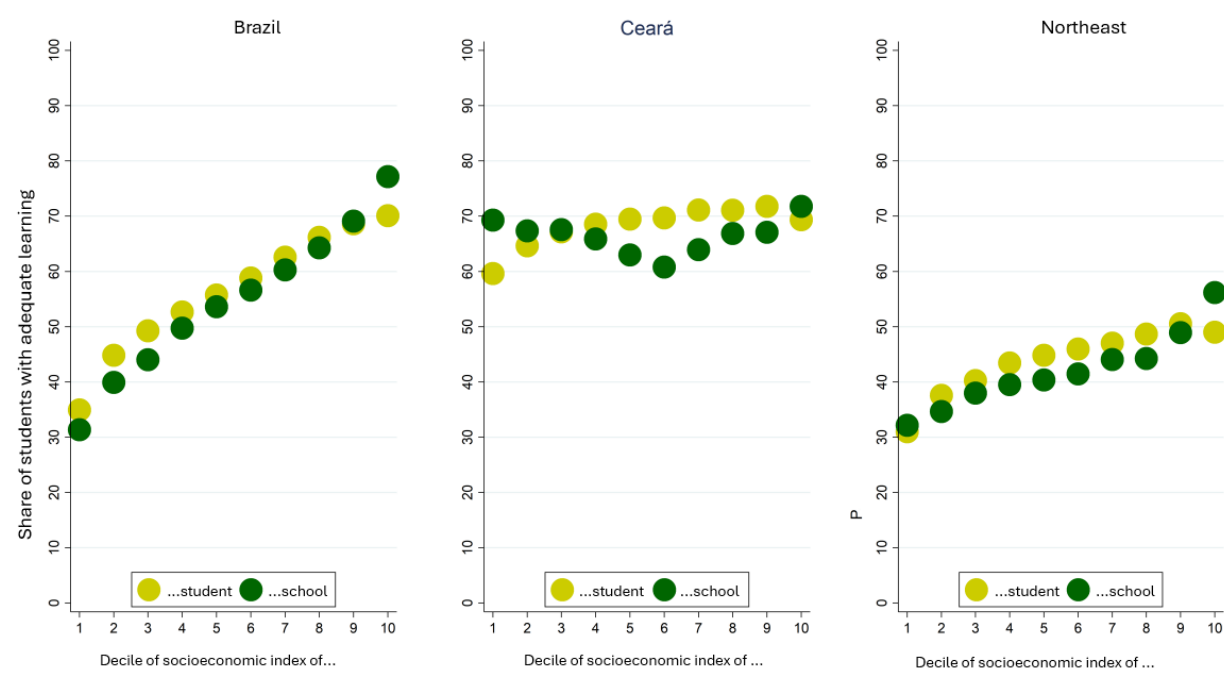 Brazil
Ceará
Northeast
Share of students with adequate learning
100
90
80
70
60
50
40
30
20
10
0
...student ...school
1 2 3 4 5 6 7 8 9 10
Decile of socioeconomic index of...
100
90
80
70
60
50
40
30
20
10
0
...student ...school
1 2 3 4 5 6 7 8 9 10
Decile of socioeconomic index of ...
P
100
90
80
70
60
50
40
30
20
10
0
...student ...school
1 2 3 4 5 6 7 8 9 10
Decile of socioeconomic index of ...